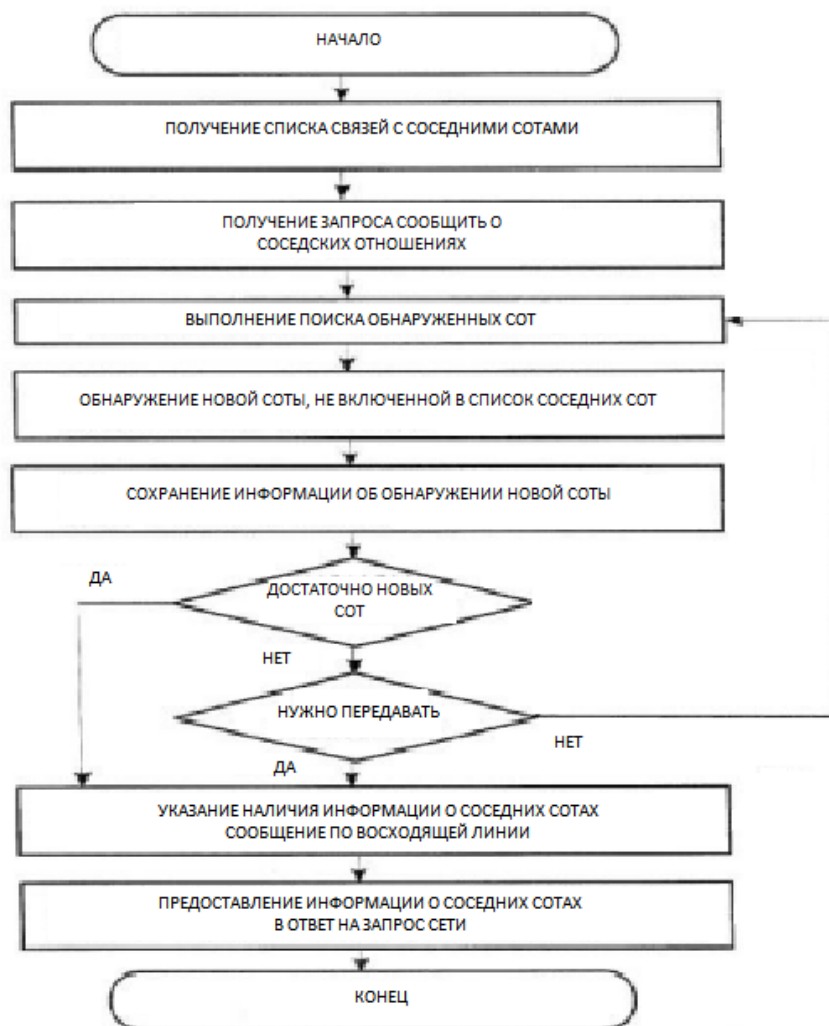 НАЧАЛО
ПОЛУЧЕНИЕ СПИСКА СВЯЗЕЙ С СОСЕДНИМИ СОТАМИ
ПОЛУЧЕНИЕ ЗАПРОСА СООБЩИТЬ О
СОСЕДСКИХ ОТНОШЕНИЯХ
ВЫПОЛНЕНИЕ ПОИСКА ОБНАРУЖЕННЫХ СОТ
ОБНАРУЖЕНИЕ НОВОЙ СОТЫ, НЕ ВКЛЮЧЕННОЙ В СПИСОК СОСЕДНИХ СОТ
СОХРАНЕНИЕ ИНФОРМАЦИИ ОБ ОБНАРУЖЕНИИ НОВОЙ СОТЫ
ДА
ДОСТАТОЧНО НОВЫХ
СОТ
НЕТ
НУЖНО ПЕРЕДАВАТЬ
НЕТ
ДА
УКАЗАНИЕ НАЛИЧИЯ ИНФОРМАЦИИ О СОСЕДНИХ СОТАХ
СООБЩЕНИЕ ПО ВОСХОДЯЩЕЙ ЛИНИИ
ПРЕДОСТАВЛЕНИЕ ИНФОРМАЦИИ О СОСЕДНИХ СОТАХ
В ОТВЕТ НА ЗАПРОС СЕТИ
КОНЕЦ